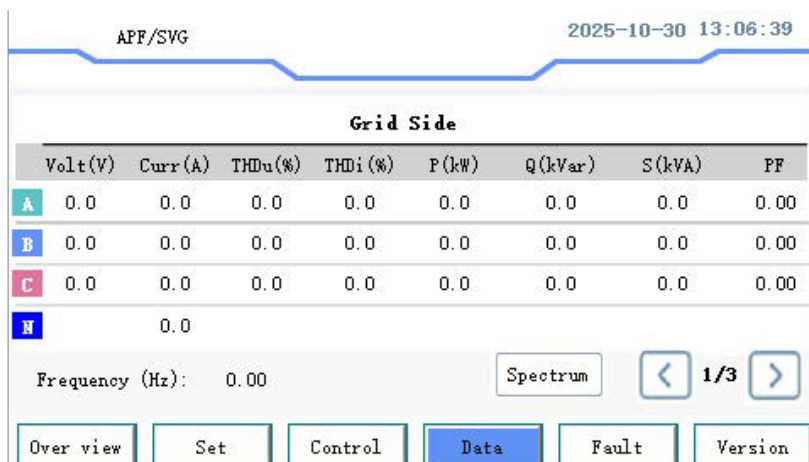 APF/SVG 2025-10-30 13:06:39
Grid Side
Volt(V) Curr(A) THDu(%) THDi(%) P(kW) Q(kVar) S(kVA) PF
A 0.0 0.0 0.0 0.0 0.0 0.0 0.0 0.00
B 0.0 0.0 0.0 0.0 0.0 0.0 0.0 0.00
C 0.0 0.0 0.0 0.0 0.0 0.0 0.0 0.00
N 0.0
Frequency (Hz): 0.00 Spectrum < 1/3 >
Over view Set Control Data Fault Version